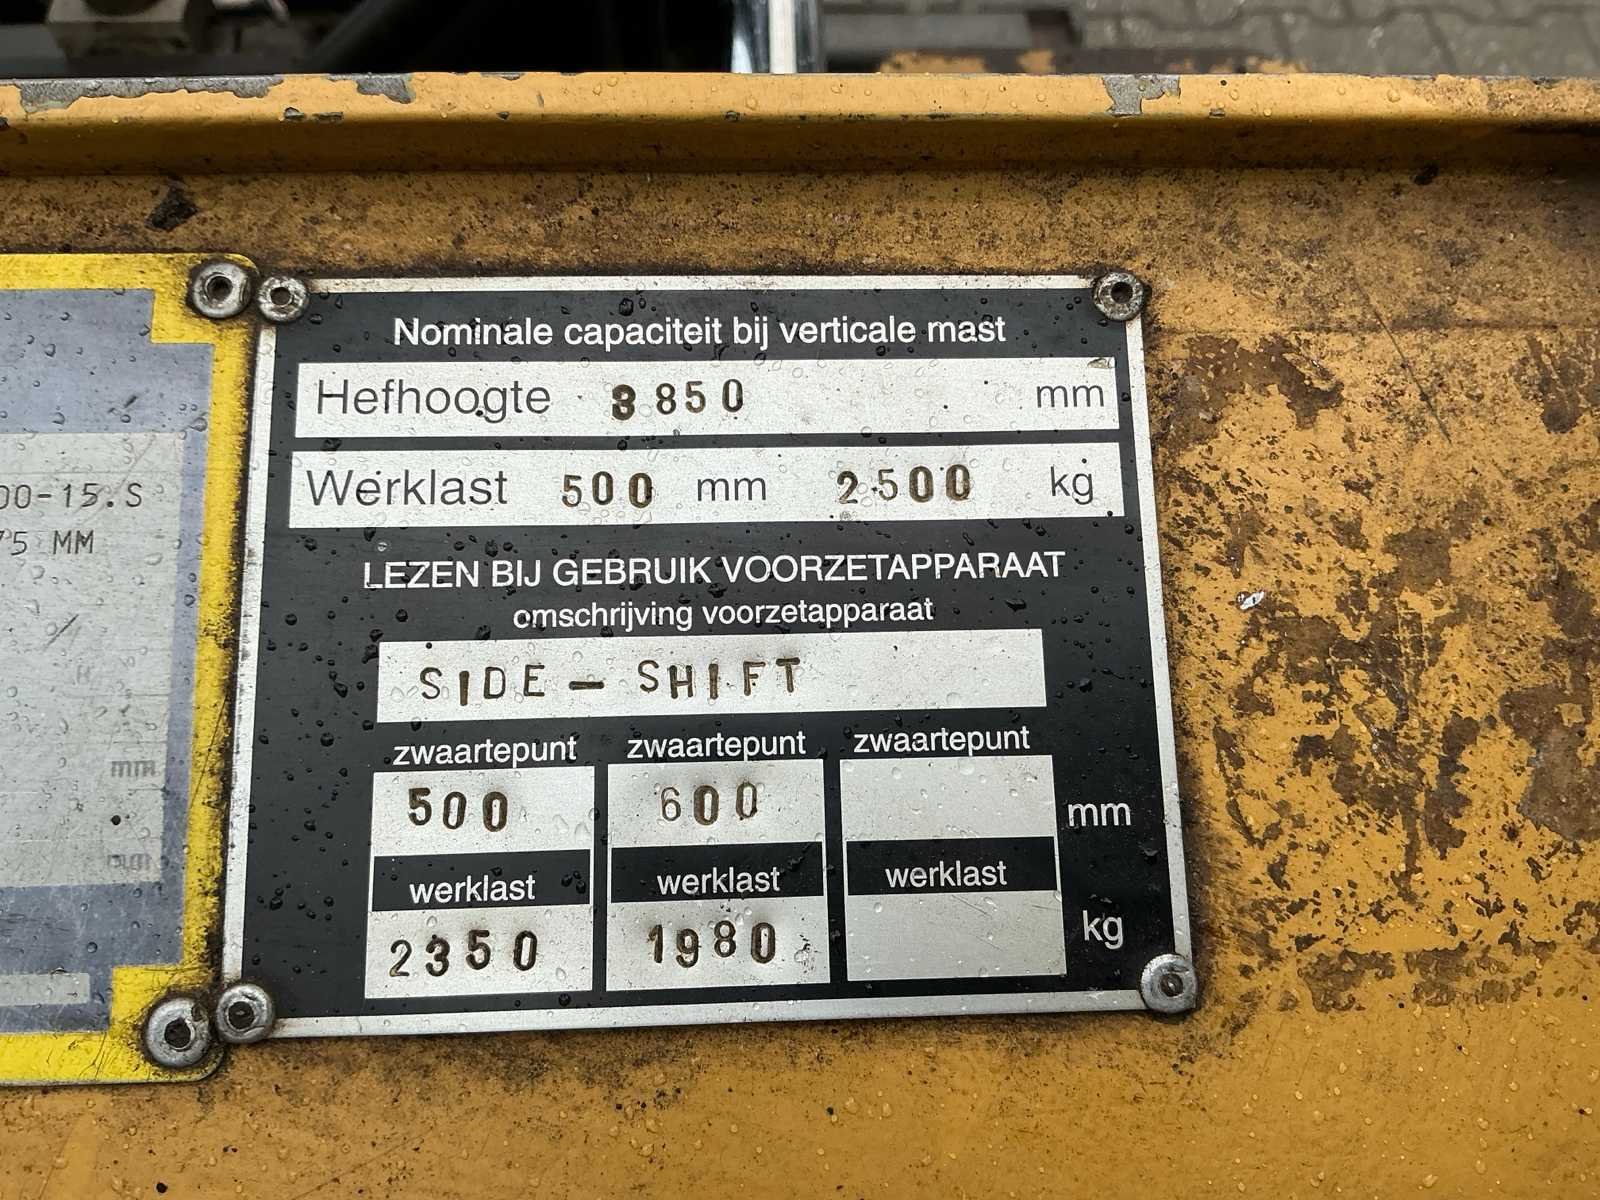 Nominale capaciteit bij verticale mast
Hefhoogte 3850 mm
Werklast 500 mm 2500 kg
LEZEN BIJ GEBRUIK VOORZETAPPARAAT
omschrijving voorzetapparaat
SIDE - SHIFT
zwaartepunt zwaartepunt zwaartepunt
500 600 mm
werklast werklast werklast
2350 1980 kg
00-15.S
75 MM
mm
mm